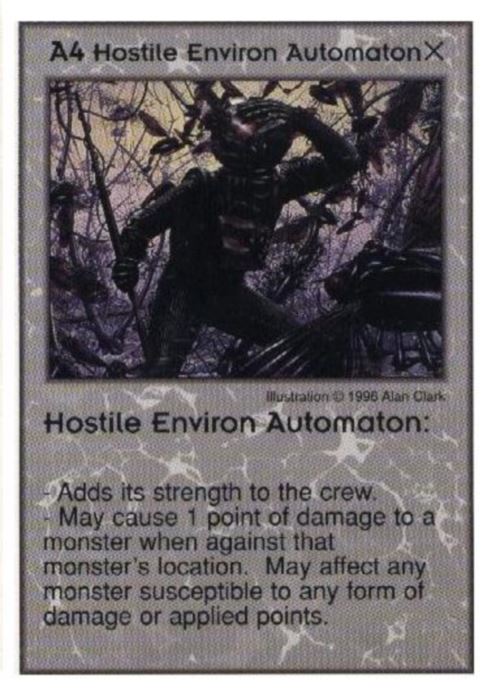 A4 Hostile Environ Automaton X
Illustration © 1996 Alan Clark
Hostile Environ Automaton:
- Adds its strength to the crew.
- May cause 1 point of damage to a
monster when against that
monster's location. May affect any
monster susceptible to any form of
damage or applied points.